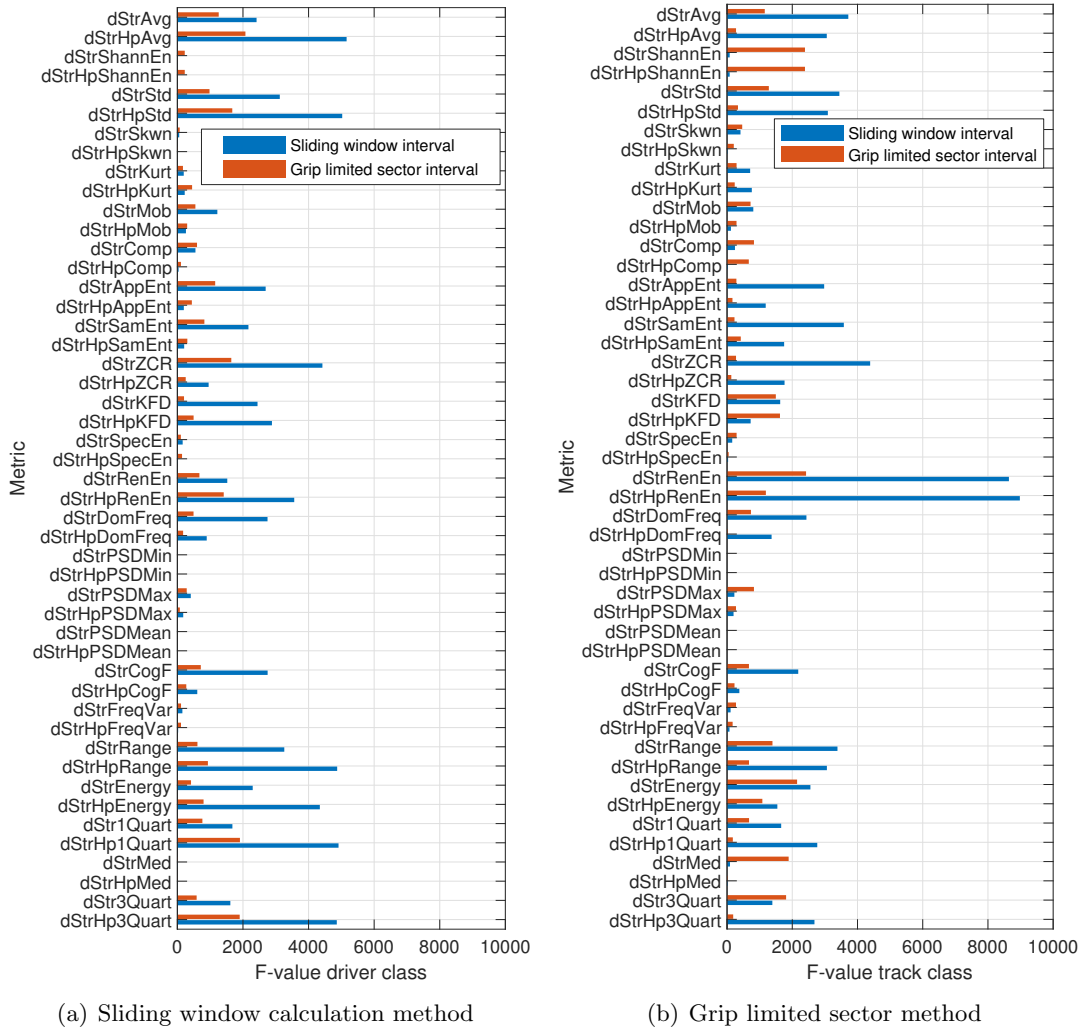 dStrAvg
dStrHpAvg
dStrShannEn
dStrHpShannEn
dStrStd
dStrHpStd
dStrSkwn
dStrHpSkwn
dStrKurt
dStrHpKurt
dStrMob
dStrHpMob
dStrComp
dStrHpComp
dStrAppEnt
dStrHpAppEnt
dStrSamEnt
dStrHpSamEnt
dStrZCR
dStrHpZCR
dStrKFD
dStrHpKFD
dStrSpecEn
dStrHpSpecEn
dStrRenEn
dStrHpRenEn
dStrDomFreq
dStrHpDomFreq
dStrPSDMin
dStrHpPSDMin
dStrPSDMax
dStrHpPSDMax
dStrPSDMean
dStrHpPSDMean
dStrCogF
dStrHpCogF
dStrFreqVar
dStrHpFreqVar
dStrRange
dStrHpRange
dStrEnergy
dStrHpEnergy
dStr1Quart
dStrHp1Quart
dStrMed
dStrHpMed
dStr3Quart
dStrHp3Quart
Metric
Sliding window interval
Grip limited sector interval
0 2000 4000 6000 8000 10000
F-value driver class
(a) Sliding window calculation method
dStrAvg
dStrHpAvg
dStrShannEn
dStrHpShannEn
dStrStd
dStrHpStd
dStrSkwn
dStrHpSkwn
dStrKurt
dStrHpKurt
dStrMob
dStrHpMob
dStrComp
dStrHpComp
dStrAppEnt
dStrHpAppEnt
dStrSamEnt
dStrHpSamEnt
dStrZCR
dStrHpZCR
dStrKFD
dStrHpKFD
dStrSpecEn
dStrHpSpecEn
dStrRenEn
dStrHpRenEn
dStrDomFreq
dStrHpDomFreq
dStrPSDMin
dStrHpPSDMin
dStrPSDMax
dStrHpPSDMax
dStrPSDMean
dStrHpPSDMean
dStrCogF
dStrHpCogF
dStrFreqVar
dStrHpFreqVar
dStrRange
dStrHpRange
dStrEnergy
dStrHpEnergy
dStr1Quart
dStrHp1Quart
dStrMed
dStrHpMed
dStr3Quart
dStrHp3Quart
Metric
Sliding window interval
Grip limited sector interval
0 2000 4000 6000 8000 10000
F-value track class
(b) Grip limited sector method